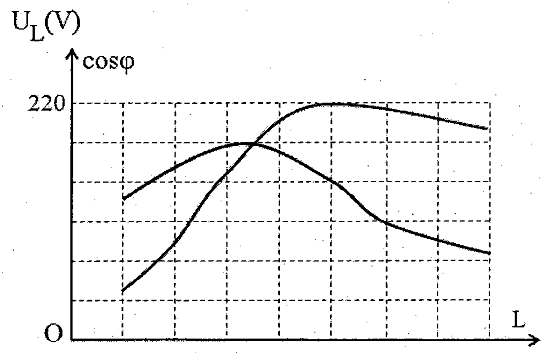 U_L(V)
cosφ
220
O
L